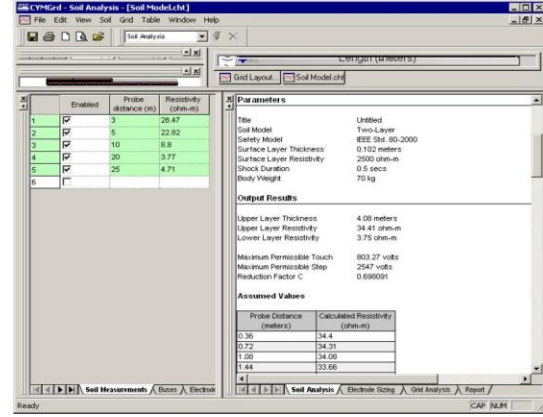 CYMGrd - Soil Analysis - [Soil Model.cht]
File Edit View Soil Grid Table Window Help
Soil Analysis
Length (meters)
Grid Layout... Soil Model.cht
Enabled Probe distance (m) Resistivity (ohm-m)
1 3 28.47
2 5 22.82
3 10 8.8
4 20 3.77
5 25 4.71
6
Parameters
Title Untitled
Soil Model Two-Layer
Safety Model IEEE Std. 80-2000
Surface Layer Thickness 0.102 meters
Surface Layer Resistivity 2500 ohm-m
Shock Duration 0.5 secs
Body Weight 70 kg
Output Results
Upper Layer Thickness 4.08 meters
Upper Layer Resistivity 34.41 ohm-m
Lower Layer Resistivity 3.75 ohm-m
Maximum Permissible Touch 803.27 volts
Maximum Permissible Step 2547 volts
Reduction Factor C 0.698091
Assumed Values
Probe Distance (meters) Calculated Resistivity (ohm-m)
0.36 34.4
0.72 34.31
1.08 34.08
1.44 33.66
Soil Measurements Buses Electrod
Soil Analysis Electrode Sizing Grid Analysis Report
Ready CAP NUM